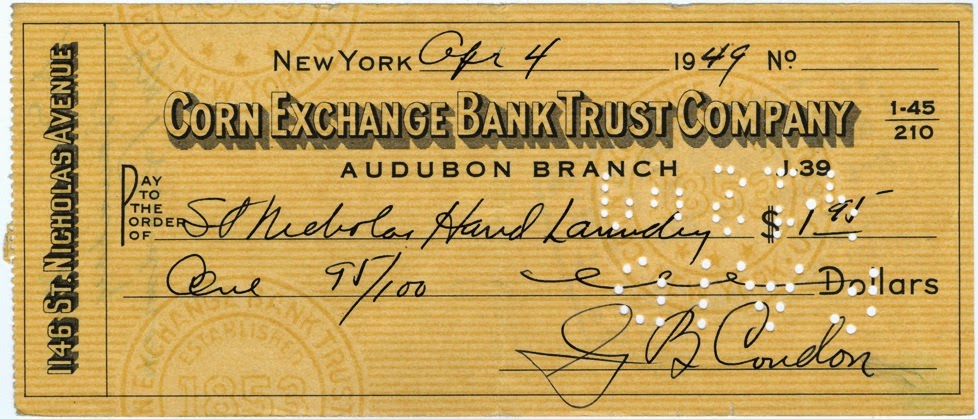 1146 ST. NICHOLAS AVENUE
NEW YORK Apr 4 1949 No.
CORN EXCHANGE BANK TRUST COMPANY 1-45/210
AUDUBON BRANCH J.39
PAY TO THE ORDER OF St Nicholas Hand Laundry $ 1 95
One 95/100 Dollars
J B Condon